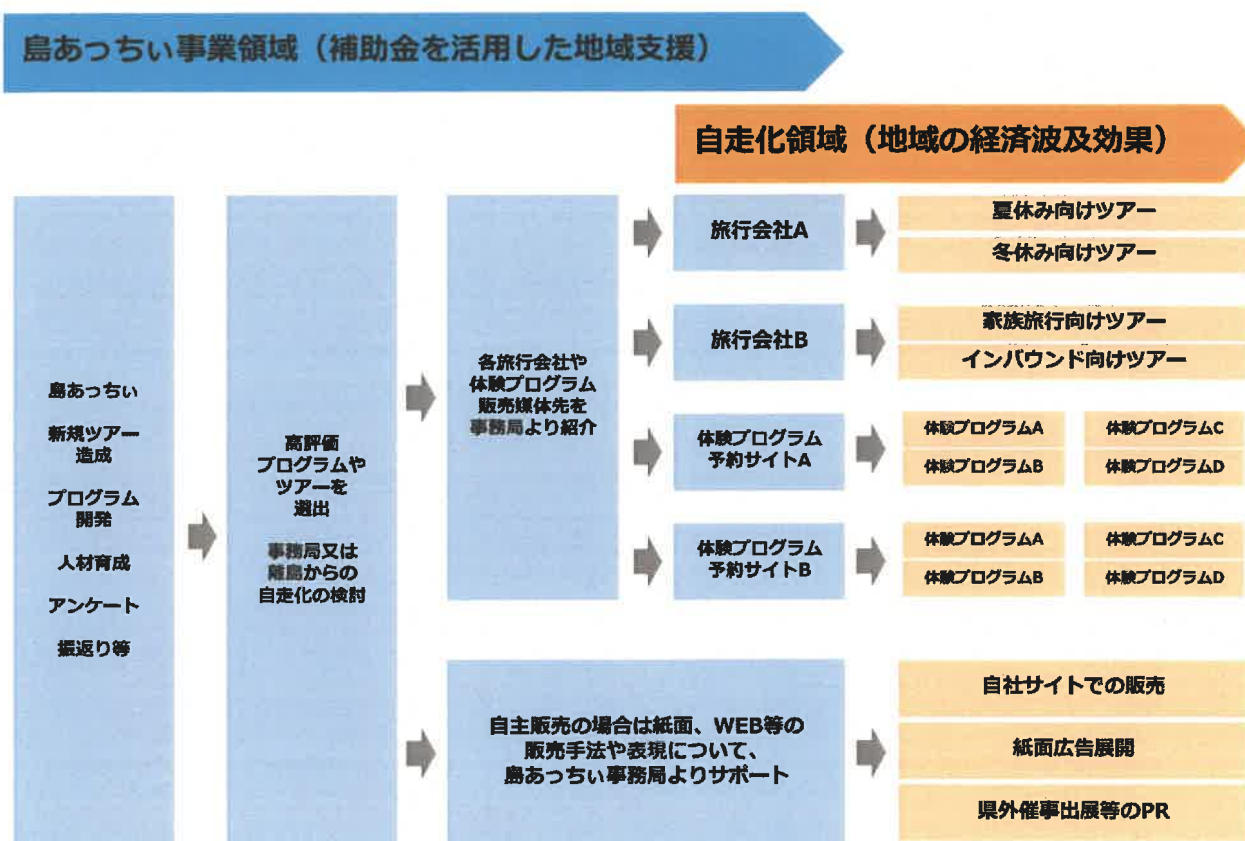 島あっちぃ事業領域（補助金を活用した地域支援）
自走化領域（地域の経済波及効果）
島あっちぃ
新規ツアー
造成
プログラム
開発
人材育成
アンケート
振返り等
高評価
プログラムや
ツアーを
選出
事務局又は
離島からの
自走化の検討
各旅行会社や
体験プログラム
販売媒体先を
事務局より紹介
旅行会社A
夏休み向けツアー
冬休み向けツアー
旅行会社B
家族旅行向けツアー
インバウンド向けツアー
体験プログラム
予約サイトA
体験プログラムA
体験プログラムC
体験プログラムB
体験プログラムD
体験プログラム
予約サイトB
体験プログラムA
体験プログラムC
体験プログラムB
体験プログラムD
自主販売の場合は紙面、WEB等の
販売手法や表現について、
島あっちぃ事務局よりサポート
自社サイトでの販売
紙面広告展開
県外催事出展等のPR